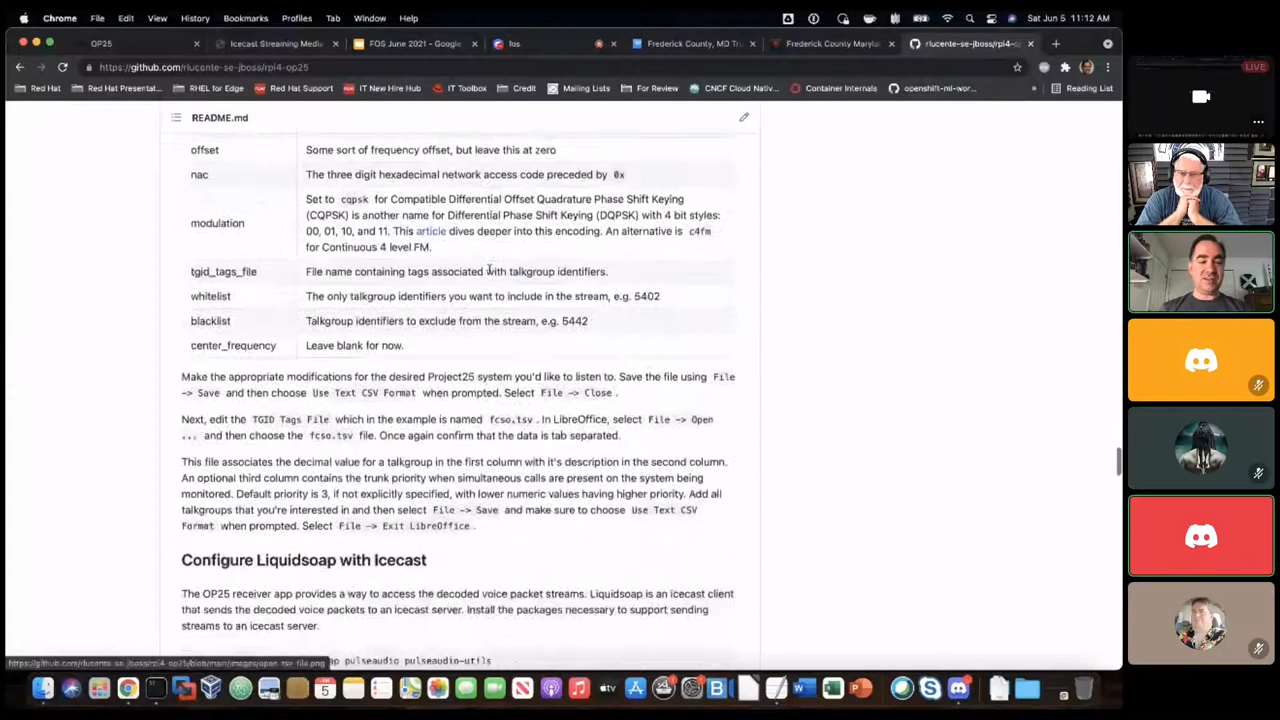 Chrome File Edit View History Bookmarks Profiles Tab Window Help Sat Jun 5 11:12 AM
OP25 Icecast Streaming Medi FOS June 2021 - Google fos Frederick County, MD Tr Frederick County Maryla rlucente-se-jboss/rpi4-op
https://github.com/rlucente-se-jboss/rpi4-op25
Red Hat Red Hat Presentat... RHEL for Edge Red Hat Support IT New Hire Hub IT Toolbox Credit Mailing Lists For Review CNCF Cloud Nativ... Container Internals openshift-ml-wor... Reading List
LIVE
README.md
offset Some sort of frequency offset, but leave this at zero
nac The three digit hexadecimal network access code preceded by 0x
Set to cqpsk for Compatible Differential Offset Quadrature Phase Shift Keying
(CQPSK) is another name for Differential Phase Shift Keying (DQPSK) with 4 bit styles:
modulation
00, 01, 10, and 11. This article dives deeper into this encoding. An alternative is c4fm
for Continuous 4 level FM.
tgid_tags_file File name containing tags associated with talkgroup identifiers.
whitelist The only talkgroup identifiers you want to include in the stream, e.g. 5402
blacklist Talkgroup identifiers to exclude from the stream, e.g. 5442
center_frequency Leave blank for now.
Make the appropriate modifications for the desired Project25 system you'd like to listen to. Save the file using File
-> Save and then choose Use Text CSV Format when prompted. Select File -> Close .
Next, edit the TGID Tags File which in the example is named fcso.tsv . In LibreOffice, select File -> Open
... and then choose the fcso.tsv file. Once again confirm that the data is tab separated.
This file associates the decimal value for a talkgroup in the first column with it's description in the second column.
An optional third column contains the trunk priority when simultaneous calls are present on the system being
monitored. Default priority is 3, if not explicitly specified, with lower numeric values having higher priority. Add all
talkgroups that you're interested in and then select File -> Save and make sure to choose Use Text CSV
Format when prompted. Select File -> Exit LibreOffice .
Configure Liquidsoap with Icecast
The OP25 receiver app provides a way to access the decoded voice packet streams. Liquidsoap is an icecast client
that sends the decoded voice packets to an icecast server. Install the packages necessary to support sending
streams to an icecast server.
pulseaudio pulseaudio-utils
https://github.com/rlucente-se-jboss/rpi4-op25/blob/main/images/open_tsv_file.png